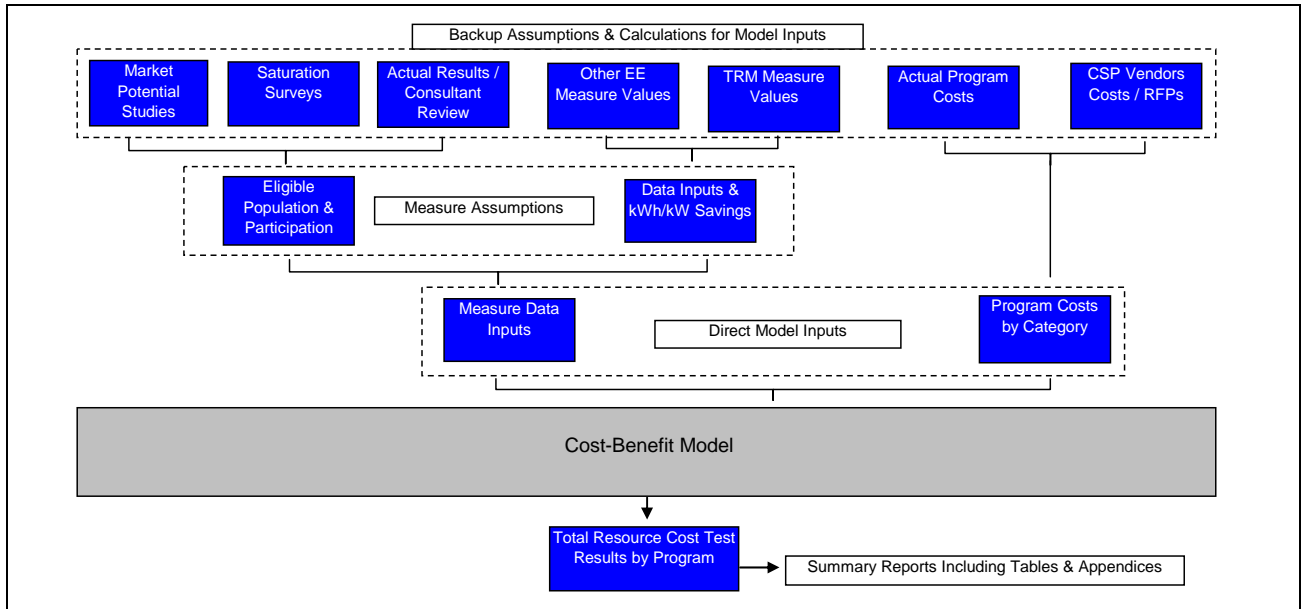 Backup Assumptions & Calculations for Model Inputs
Market
Potential
Studies
Saturation
Surveys
Actual Results /
Consultant
Review
Other EE
Measure Values
TRM Measure
Values
Actual Program
Costs
CSP Vendors
Costs / RFPs
Eligible
Population &
Participation
Measure Assumptions
Data Inputs &
kWh/kW Savings
Measure Data
Inputs
Direct Model Inputs
Program Costs
by Category
Cost-Benefit Model
Total Resource Cost Test
Results by Program
Summary Reports Including Tables & Appendices